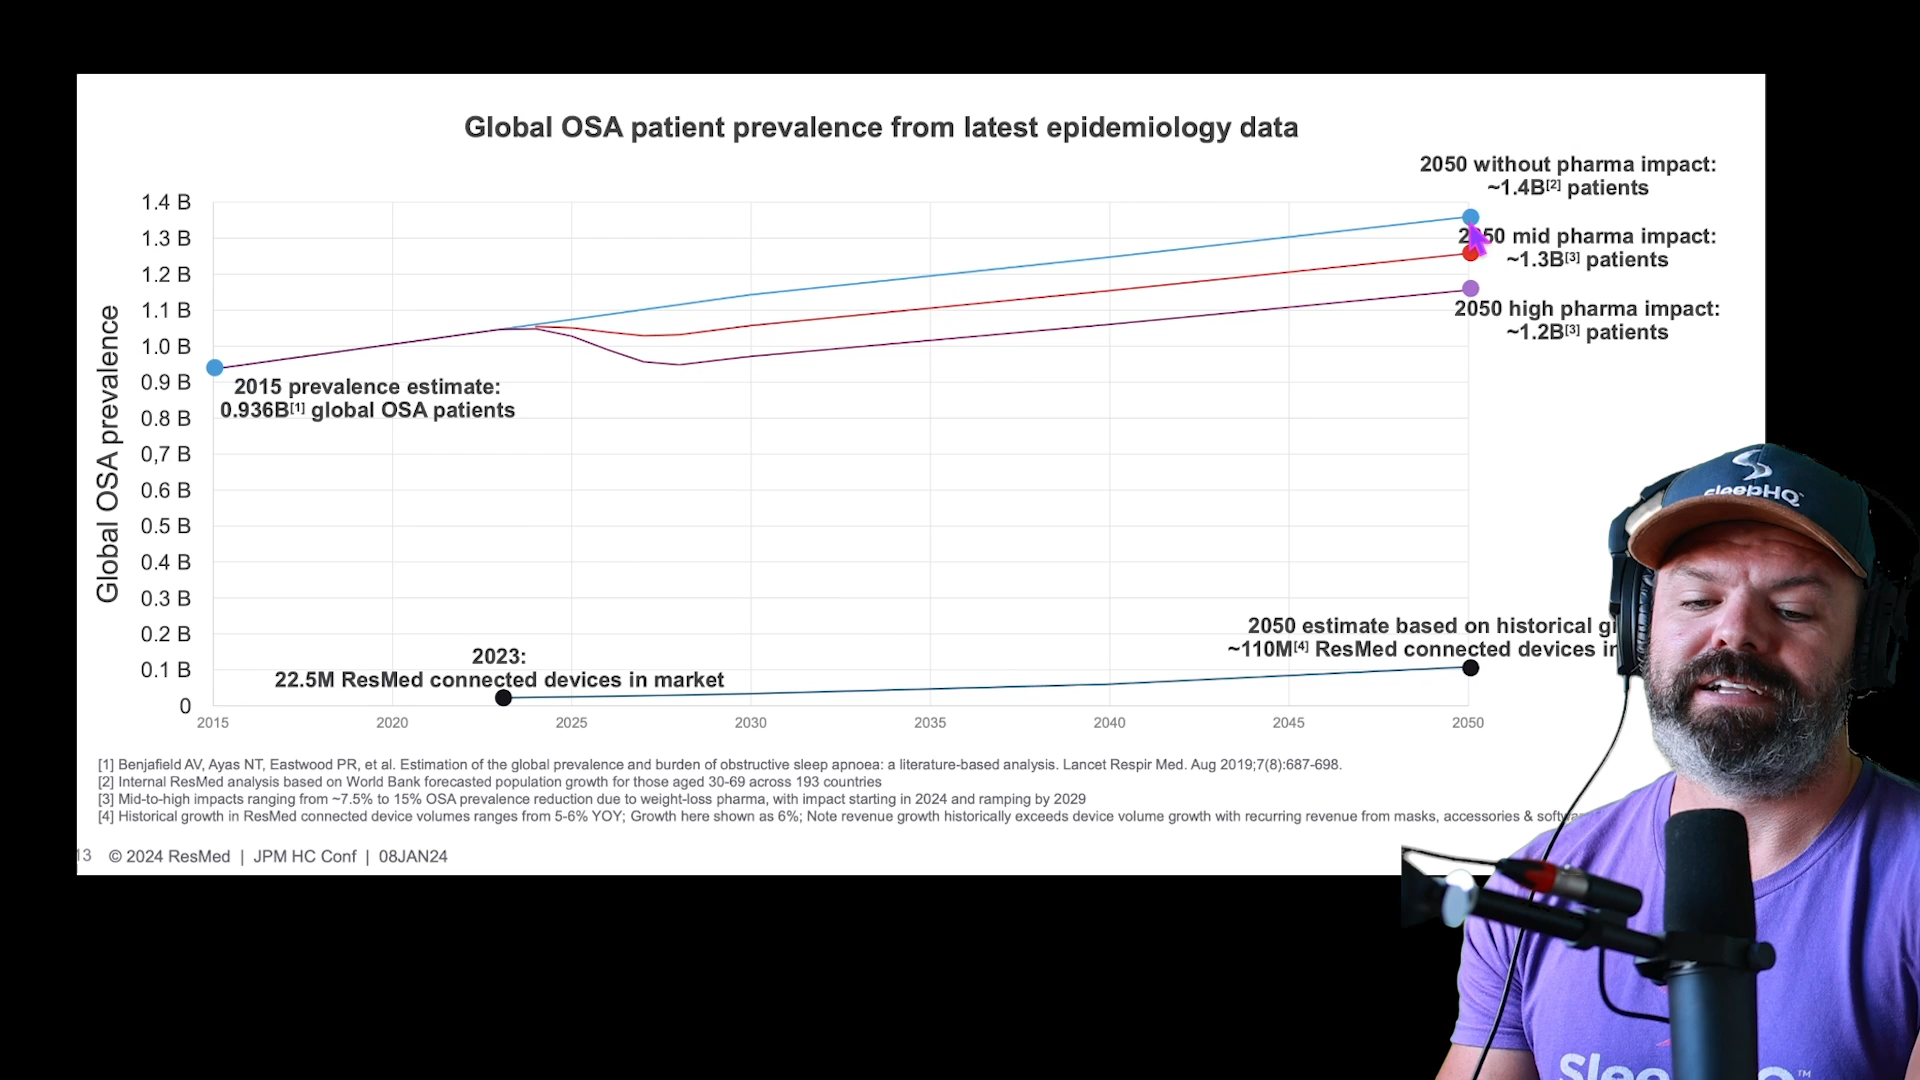 Global OSA patient prevalence from latest epidemiology data
2050 without pharma impact:
~1.4B[2] patients
2050 mid pharma impact:
~1.3B[3] patients
2050 high pharma impact:
~1.2B[3] patients
Global OSA prevalence
1.4 B
1.3 B
1.2 B
1.1 B
1.0 B
0.9 B
0.8 B
0,7 B
0.6 B
0.5 B
0.4 B
0.3 B
0.2 B
0.1 B
0
2015 prevalence estimate:
0.936B[1] global OSA patients
2023:
22.5M ResMed connected devices in market
2050 estimate based on historical
~110M[4] ResMed connected devices
2015 2020 2025 2030 2035 2040 2045 2050
[1] Benjafield AV, Ayas NT, Eastwood PR, et al. Estimation of the global prevalence and burden of obstructive sleep apnoea: a literature-based analysis. Lancet Respir Med. Aug 2019;7(8):687-698.
[2] Internal ResMed analysis based on World Bank forecasted population growth for those aged 30-69 across 193 countries
[3] Mid-to-high impacts ranging from ~7.5% to 15% OSA prevalence reduction due to weight-loss pharma, with impact starting in 2024 and ramping by 2029
[4] Historical growth in ResMed connected device volumes ranges from 5-6% YOY; Growth here shown as 6%; Note revenue growth historically exceeds device volume growth with recurring revenue from masks, accessories &
13 © 2024 ResMed | JPM HC Conf | 08JAN24
sleepHQ